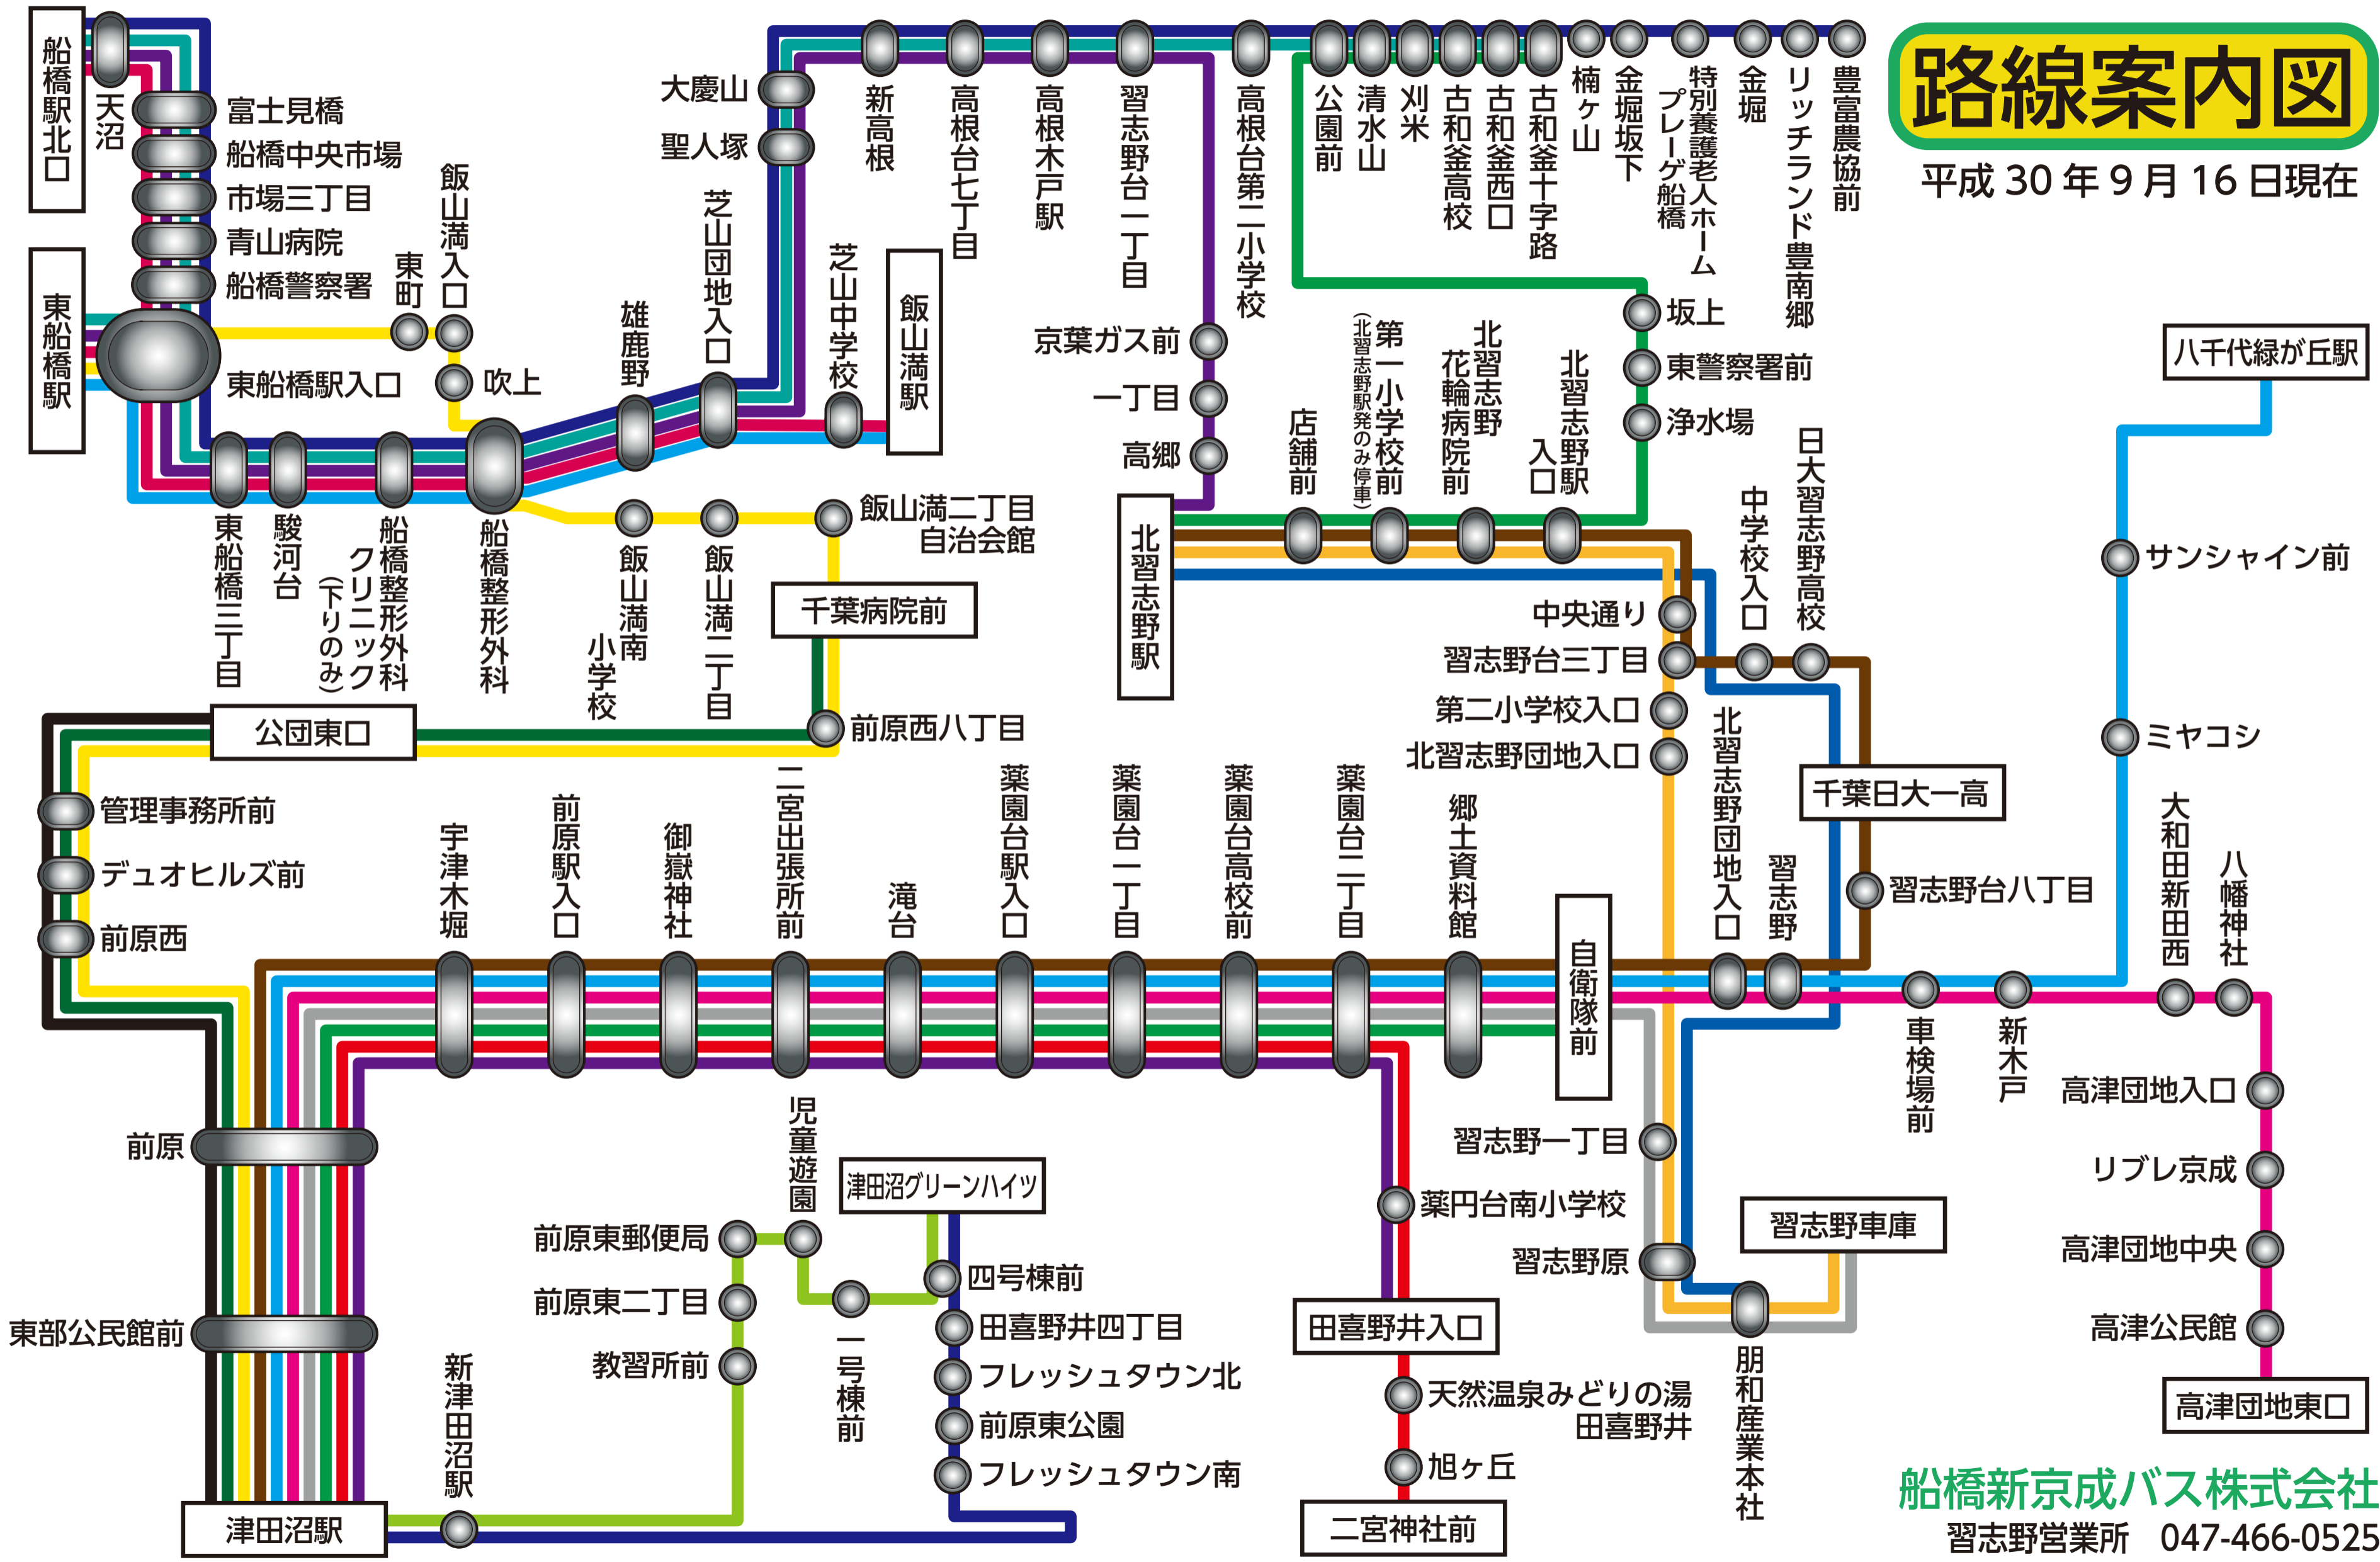 路線案内図
平成 30 年 9 月 16 日現在
船橋駅北口
天沼
富士見橋
船橋中央市場
市場三丁目
青山病院
船橋警察署
東船橋駅
東船橋駅入口
東町
飯山満入口
吹上
東船橋三丁目
駿河台
船橋整形外科
クリニック
(下りのみ)
船橋整形外科
雄鹿野
芝山団地入口
芝山中学校
飯山満駅
大慶山
聖人塚
新高根
高根台七丁目
高根木戸駅
習志野台一丁目
高根台第二小学校
公園前
清水山
刈米
古和釜高校
古和釜西口
古和釜十字路
楠ヶ山
金堀坂下
特別養護老人ホーム
プレーゲ船橋
金堀
リッチランド豊南郷
豊富農協前
京葉ガス前
一丁目
高郷
坂上
東警察署前
浄水場
北習志野駅
店舗前
第一小学校前
(北習志野駅発のみ停車)
北習志野
花輪病院前
北習志野駅
入口
中央通り
習志野台三丁目
第二小学校入口
北習志野団地入口
中学校入口
日大習志野高校
千葉日大一高
習志野台八丁目
八千代緑が丘駅
サンシャイン前
ミヤコシ
飯山満南
小学校
飯山満二丁目
飯山満二丁目
自治会館
千葉病院前
前原西八丁目
公団東口
管理事務所前
デュオヒルズ前
前原西
宇津木堀
前原駅入口
御嶽神社
二宮出張所前
滝台
薬園台駅入口
薬園台一丁目
薬園台高校前
薬園台二丁目
郷土資料館
自衛隊前
北習志野団地入口
習志野
車検場前
新木戸
大和田新田西
八幡神社
高津団地入口
リブレ京成
高津団地中央
高津公民館
高津団地東口
習志野一丁目
習志野原
習志野車庫
朋和産業本社
薬円台南小学校
田喜野井入口
天然温泉みどりの湯
田喜野井
旭ヶ丘
二宮神社前
前原
東部公民館前
津田沼駅
新津田沼駅
教習所前
前原東二丁目
前原東郵便局
児童遊園
一号棟前
津田沼グリーンハイツ
四号棟前
田喜野井四丁目
フレッシュタウン北
前原東公園
フレッシュタウン南
船橋新京成バス株式会社
習志野営業所　047-466-0525